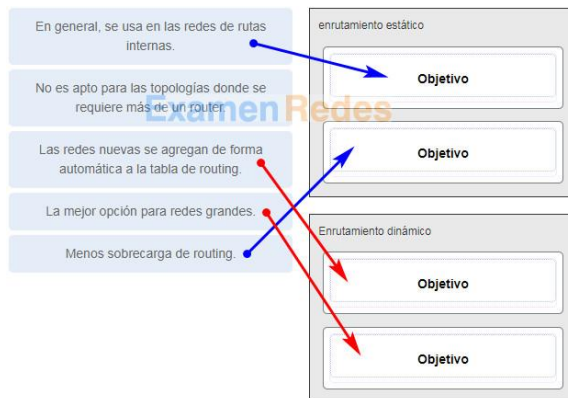 En general, se usa en las redes de rutas
internas.
No es apto para las topologías donde se
requiere más de un router.
Las redes nuevas se agregan de forma
automática a la tabla de routing.
La mejor opción para redes grandes.
Menos sobrecarga de routing.
ExamenRedes
enrutamiento estático
Objetivo
Objetivo
Enrutamiento dinámico
Objetivo
Objetivo